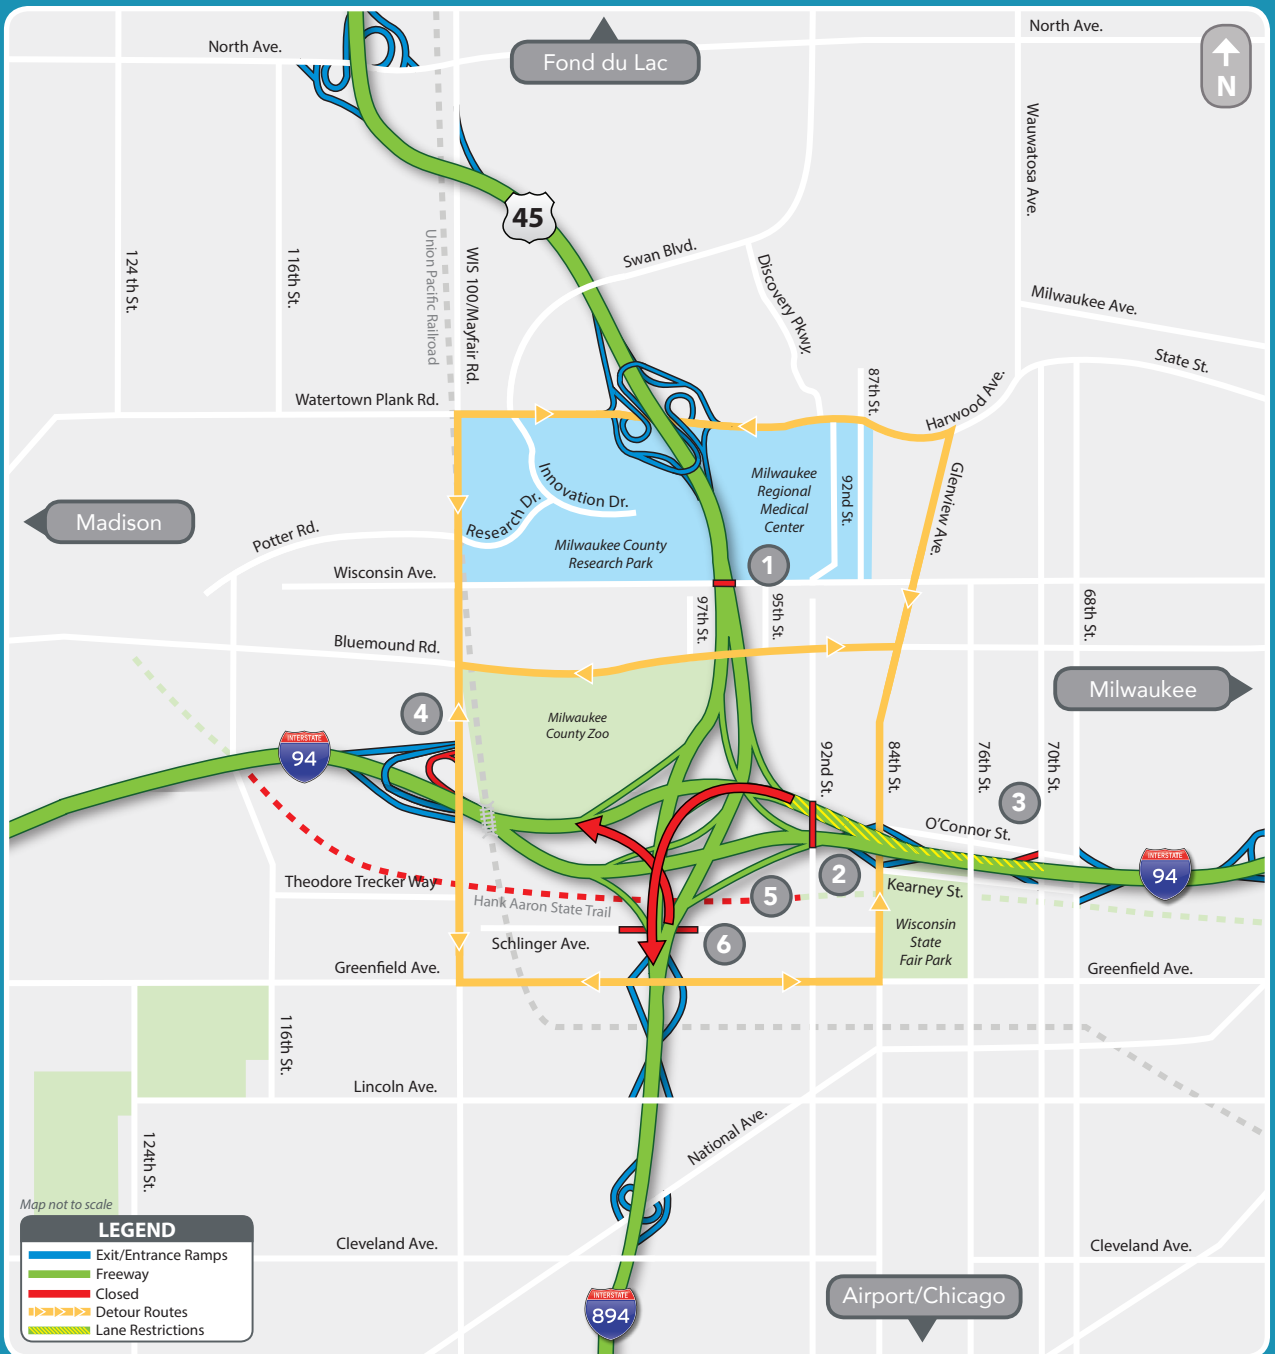 North Ave.
North Ave.
Fond du Lac
N
Wauwatosa Ave.
45
Swan Blvd.
Discovery Pkwy.
124 th St.
116th St.
Union Pacific Railroad
WIS 100/Mayfair Rd.
Milwaukee Ave.
State St.
87th St.
Harwood Ave.
Watertown Plank Rd.
Innovation Dr.
Research Dr.
Milwaukee
Regional
Medical
Center
92nd St.
Glenview Ave.
Madison
Potter Rd.
Milwaukee County
Research Park
1
Wisconsin Ave.
97th St.
95th St.
68th St.
Bluemound Rd.
Milwaukee
4
Milwaukee
County Zoo
INTERSTATE
94
92nd St.
84th St.
76th St.
70th St.
3
O'Connor St.
INTERSTATE
94
2
Theodore Trecker Way
5
Kearney St.
Hank Aaron State Trail
Wisconsin
State
Fair Park
Schlinger Ave.
6
Greenfield Ave.
Greenfield Ave.
116th St.
Lincoln Ave.
National Ave.
124th St.
Map not to scale
LEGEND
Exit/Entrance Ramps
Freeway
Closed
Detour Routes
Lane Restrictions
Cleveland Ave.
Cleveland Ave.
INTERSTATE
894
Airport/Chicago